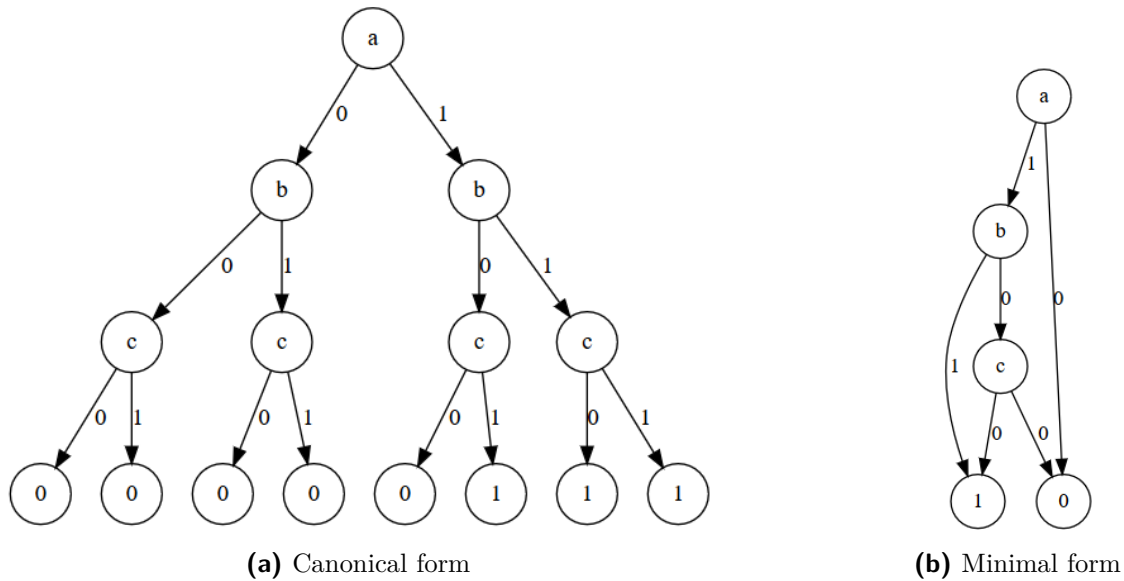 a
0 1
b b
0 1 0 1
c c c c
0 1 0 1 0 1 0 1
0 0 0 0 0 1 1 1
(a) Canonical form
a
1
b
0 0
c
1 0 0
1 0
(b) Minimal form